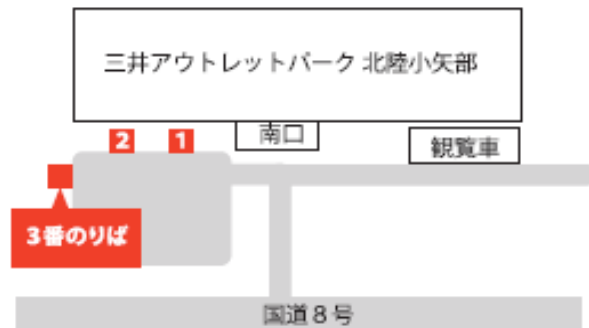 三井アウトレットパーク 北陸小矢部
南口
2
1
観覧車
3番のりば
国道8号